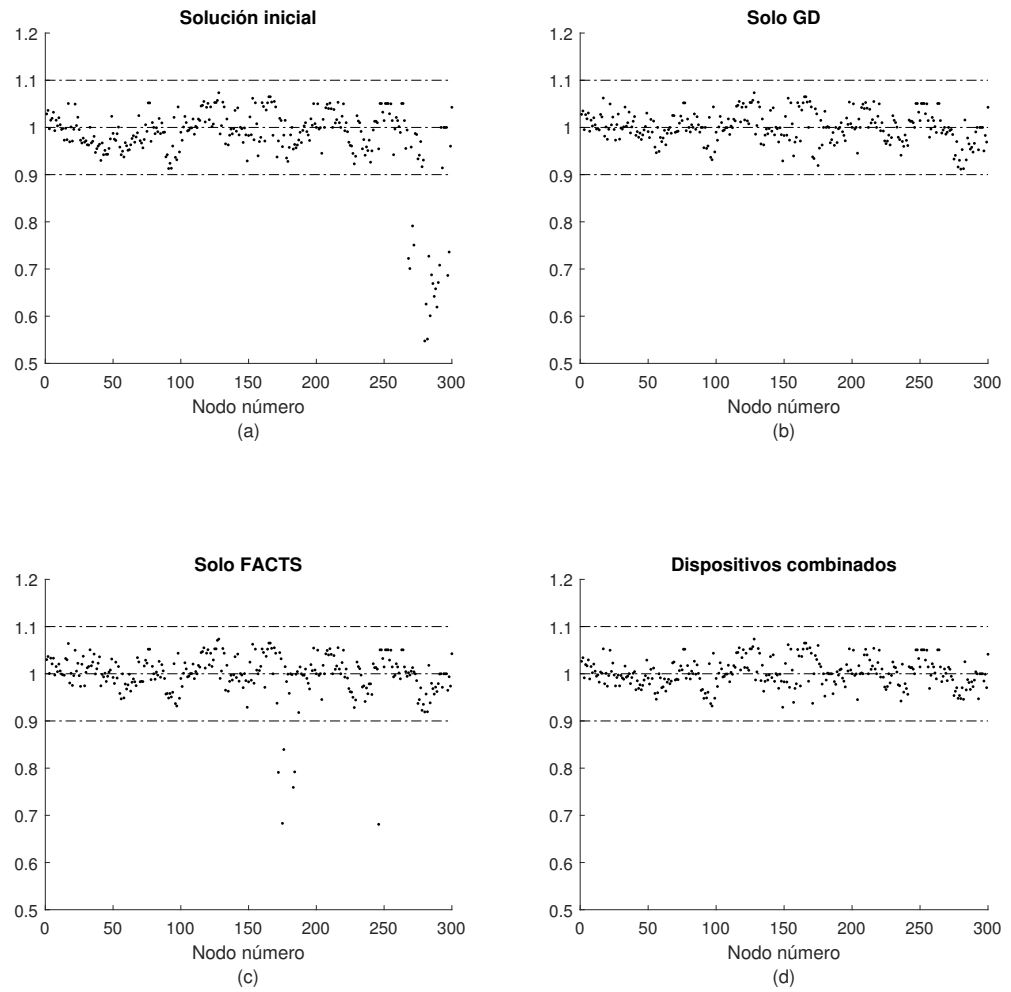 Solución inicial
1.2
1.1
1
0.9
0.8
0.7
0.6
0.5
0 50 100 150 200 250 300
Nodo número
(a)
Solo GD
1.2
1.1
1
0.9
0.8
0.7
0.6
0.5
0 50 100 150 200 250 300
Nodo número
(b)
Solo FACTS
1.2
1.1
1
0.9
0.8
0.7
0.6
0.5
0 50 100 150 200 250 300
Nodo número
(c)
Dispositivos combinados
1.2
1.1
1
0.9
0.8
0.7
0.6
0.5
0 50 100 150 200 250 300
Nodo número
(d)